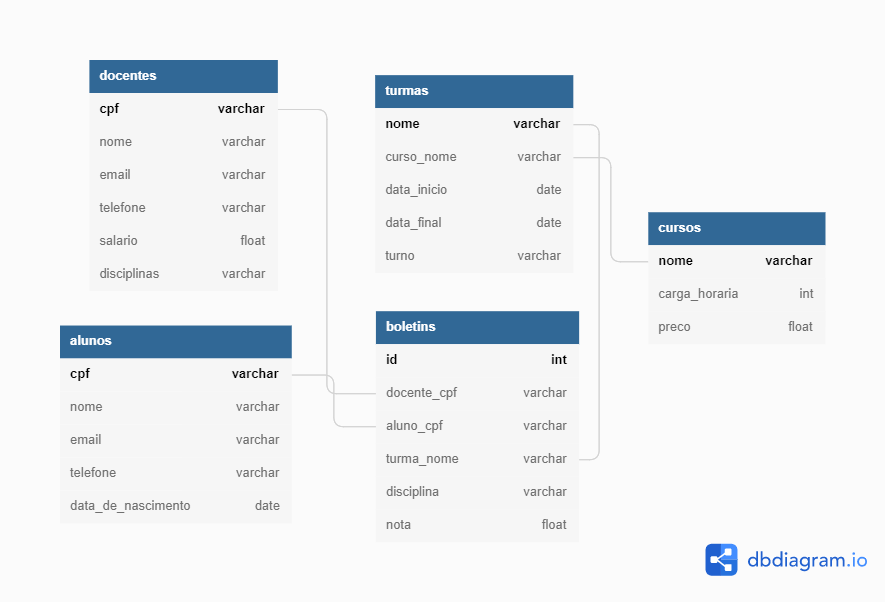 docentes
cpf varchar
nome varchar
email varchar
telefone varchar
salario float
disciplinas varchar
turmas
nome varchar
curso_nome varchar
data_inicio date
data_final date
turno varchar
cursos
nome varchar
carga_horaria int
preco float
alunos
cpf varchar
nome varchar
email varchar
telefone varchar
data_de_nascimento date
boletins
id int
docente_cpf varchar
aluno_cpf varchar
turma_nome varchar
disciplina varchar
nota float
dbdiagram.io